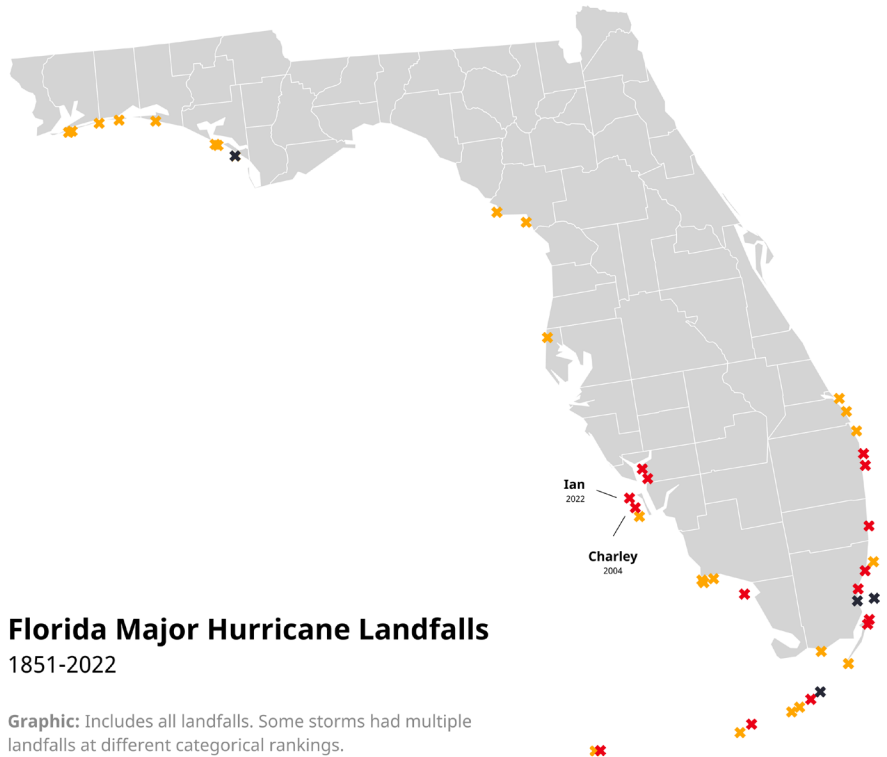 Ian
2022
Charley
2004
Florida Major Hurricane Landfalls
1851-2022
Graphic: Includes all landfalls. Some storms had multiple
landfalls at different categorical rankings.